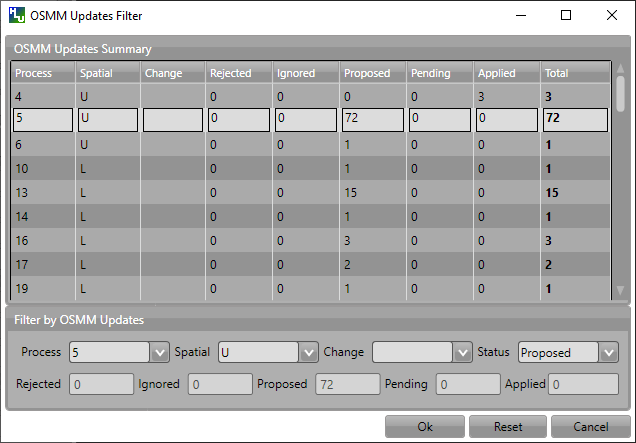 OSMM Updates Filter
OSMM Updates Summary
Process Spatial Change Rejected Ignored Proposed Pending Applied Total
4 U 0 0 0 0 3 3
5 U 0 0 72 0 0 72
6 U 0 0 1 0 0 1
10 L 0 0 1 0 0 1
13 L 0 0 15 0 0 15
14 L 0 0 1 0 0 1
16 L 0 0 3 0 0 3
17 L 0 0 2 0 0 2
19 L 0 0 1 0 0 1
Filter by OSMM Updates
Process 5 Spatial U Change Status Proposed
Rejected 0 Ignored 0 Proposed 72 Pending 0 Applied 0
Ok Reset Cancel